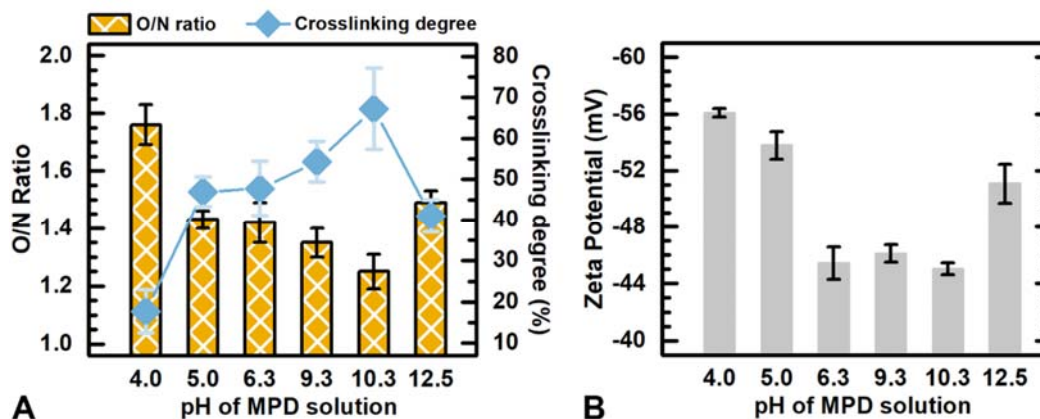 O/N ratio Crosslinking degree
2.0
1.8
1.6
1.4
1.2
1.0
O/N Ratio
80
70
60
50
40
30
20
10
Crosslinking degree (%)
4.0 5.0 6.3 9.3 10.3 12.5
pH of MPD solution
A
-60
-56
-52
-48
-44
-40
Zeta Potential (mV)
4.0 5.0 6.3 9.3 10.3 12.5
pH of MPD solution
B